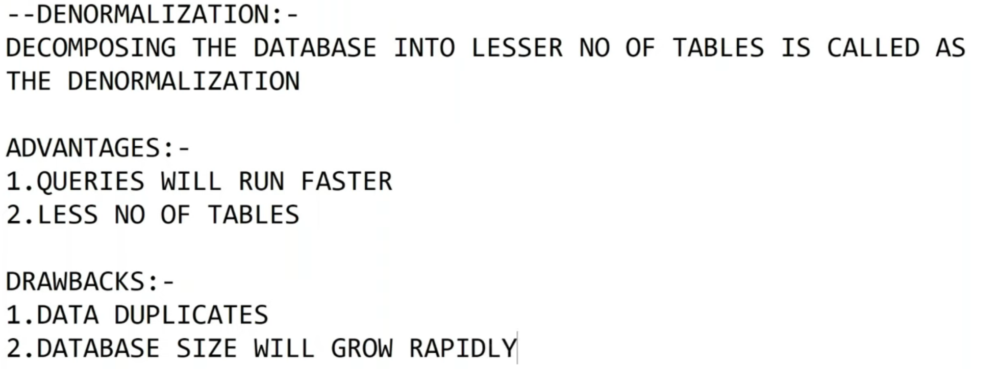 --DENORMALIZATION:-
DECOMPOSING THE DATABASE INTO LESSER NO OF TABLES IS CALLED AS
THE DENORMALIZATION
ADVANTAGES:-
1.QUERIES WILL RUN FASTER
2.LESS NO OF TABLES
DRAWBACKS:-
1.DATA DUPLICATES
2.DATABASE SIZE WILL GROW RAPIDLY